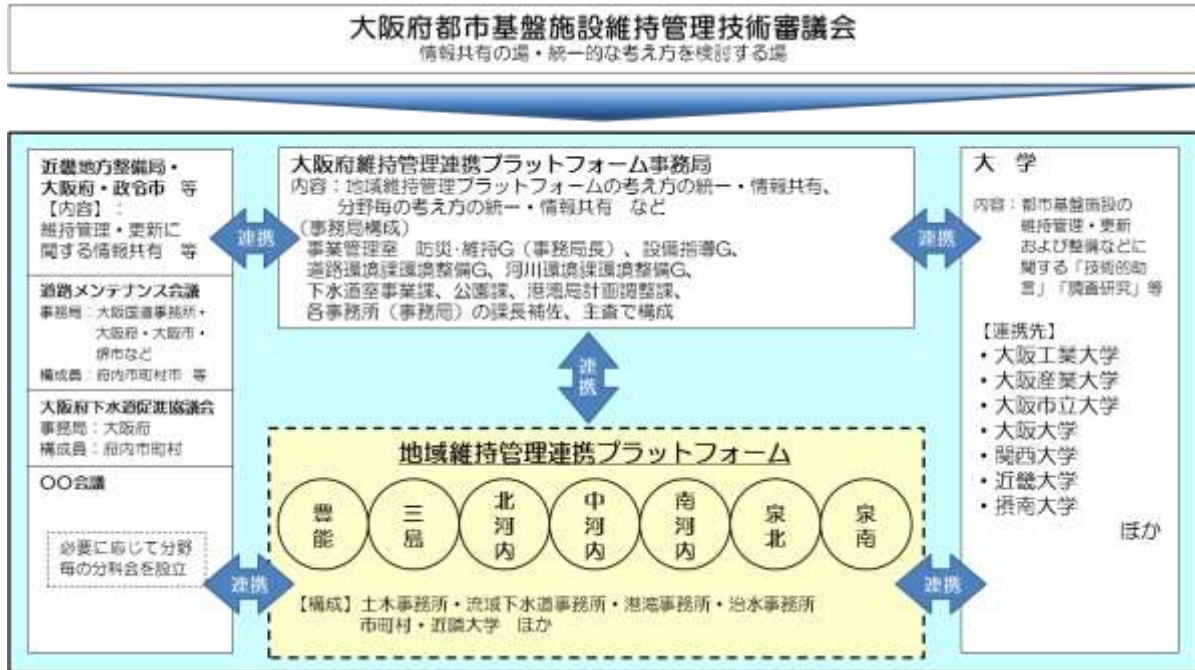 大阪府都市基盤施設維持管理技術審議会
情報共有の場・統一的な考え方を検討する場
近畿地方整備局・
大阪府・政令市 等
【内容】:
維持管理・更新に
関する情報共有 等
道路メンテナンス会議
事務局:大阪国道事務所・
大阪府・大阪市・
堺市など
構成員:府内市町村市 等
大阪府下水道促進協議会
事務局:大阪府
構成員:府内市町村
〇〇会議
必要に応じて分野
毎の分科会を設立
連携
大阪府維持管理連携プラットフォーム事務局
内容:地域維持管理プラットフォームの考え方の統一・情報共有、
分野毎の考え方の統一・情報共有 など
(事務局構成)
事業管理室 防災・維持G(事務局長)、設備指導G、
道路環境課環境整備G、河川環境課環境整備G、
下水道室事業課、公園課、港湾局計画調整課、
各事務所(事務局)の課長補佐、主査で構成
連携
連携
大 学
内容:都市基盤施設の
維持管理・更新
および整備などに
関する「技術的助
言」「調査研究」等
【連携先】
・大阪工業大学
・大阪産業大学
・大阪市立大学
・大阪大学
・関西大学
・近畿大学
・摂南大学
ほか
地域維持管理連携プラットフォーム
豊能
三島
北河内
中河内
南河内
泉北
泉南
連携
連携
【構成】土木事務所・流域下水道事務所・港湾事務所・治水事務所
市町村・近隣大学 ほか